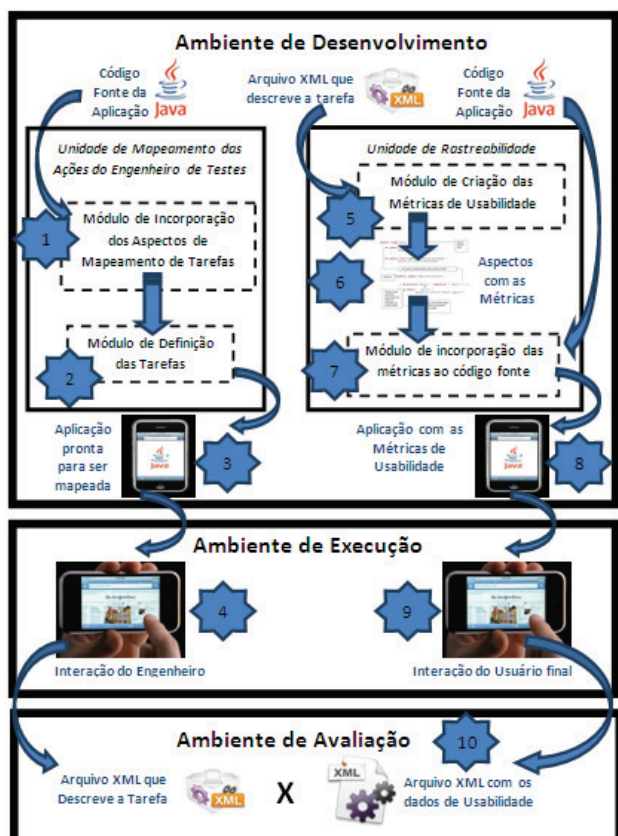 Ambiente de Desenvolvimento
Código
Fonte da
Aplicação
Java
Arquivo XML que
descreve a tarefa
XML
Código
Fonte da
Aplicação
Java
Unidade de Mapeamento das
Ações do Engenheiro de Testes
1
Módulo de Incorporação
dos Aspectos de
Mapeamento de Tarefas
2
Módulo de Definição
das Tarefas
Aplicação
pronta
para ser
mapeada
Java
3
Unidade de Rastreabilidade
Módulo de Criação das
Métricas de Usabilidade
5
6
Aspectos
com as
Métricas
7
Módulo de incorporação das
métricas ao código fonte
Aplicação com as
Métricas de
Usabilidade
Java
8
Ambiente de Execução
4
Interação do Engenheiro
9
Interação do Usuário final
Ambiente de Avaliação
10
Arquivo XML que
Descreve a Tarefa
XML
X
XML
Arquivo XML com os
dados de Usabilidade